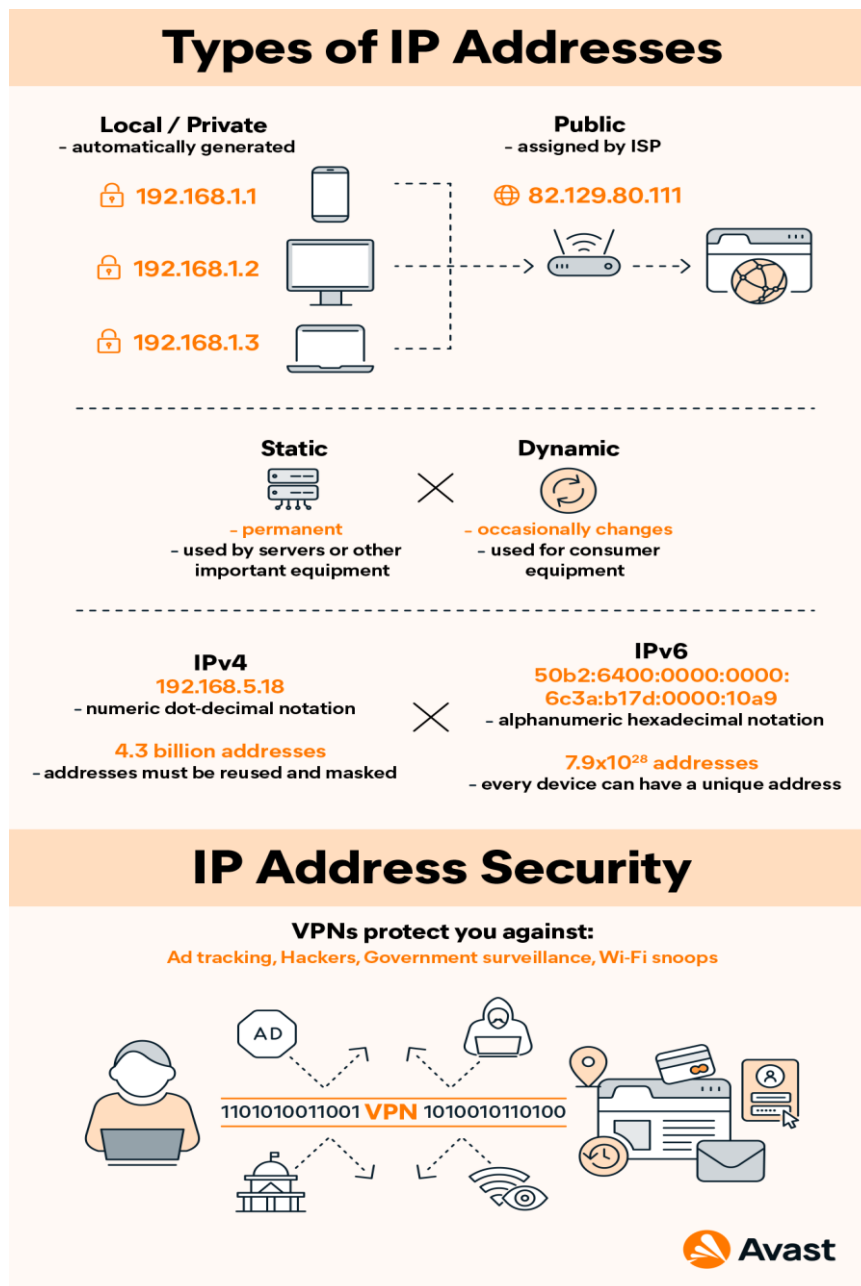 Types of IP Addresses
Local / Private
- automatically generated
192.168.1.1
192.168.1.2
192.168.1.3
Public
- assigned by ISP
82.129.80.111
Static
- permanent
- used by servers or other
important equipment
Dynamic
- occasionally changes
- used for consumer
equipment
IPv4
192.168.5.18
- numeric dot-decimal notation
4.3 billion addresses
- addresses must be reused and masked
IPv6
50b2:6400:0000:0000:
6c3a:b17d:0000:10a9
- alphanumeric hexadecimal notation
7.9x10²⁸ addresses
- every device can have a unique address
IP Address Security
VPNs protect you against:
Ad tracking, Hackers, Government surveillance, Wi-Fi snoops
AD
1101010011001 VPN 1010010110100
Avast